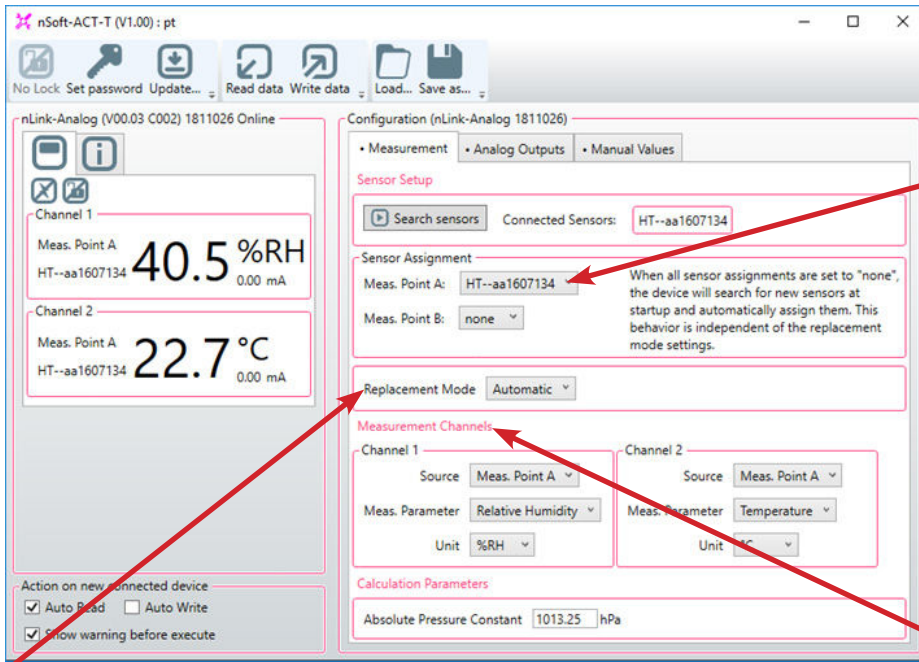 nSoft-ACT-T (V1.00) : pt
No Lock Set password Update... Read data Write data Load... Save as...
nLink-Analog (V00.03 C002) 1811026 Online
Channel 1
Meas. Point A
HT--aa1607134
40.5 %RH
0.00 mA
Channel 2
Meas. Point A
HT--aa1607134
22.7 °C
0.00 mA
Action on new connected device
Auto Read Auto Write
Show warning before execute
Configuration (nLink-Analog 1811026)
• Measurement • Analog Outputs • Manual Values
Sensor Setup
Search sensors Connected Sensors: HT--aa1607134
Sensor Assignment
Meas. Point A: HT--aa1607134
Meas. Point B: none
When all sensor assignments are set to "none",
the device will search for new sensors at
startup and automatically assign them. This
behavior is independent of the replacement
mode settings.
Replacement Mode Automatic
Measurement Channels
Channel 1
Source Meas. Point A
Meas. Parameter Relative Humidity
Unit %RH
Channel 2
Source Meas. Point A
Meas. Parameter Temperature
Unit °C
Calculation Parameters
Absolute Pressure Constant 1013.25 hPa